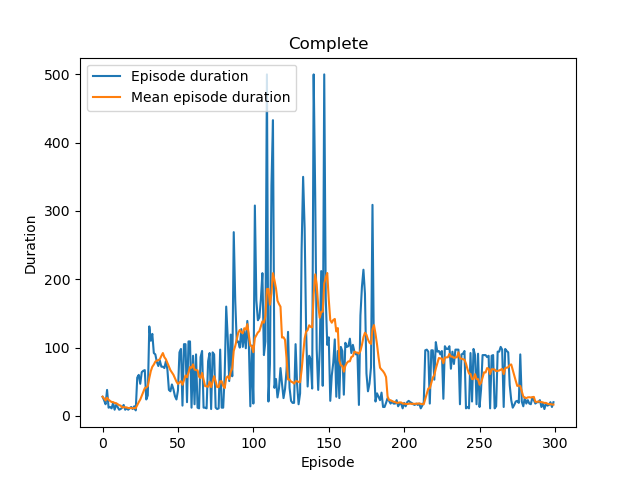 Complete
Episode duration
Mean episode duration
Duration
500
400
300
200
100
0
0 50 100 150 200 250 300
Episode